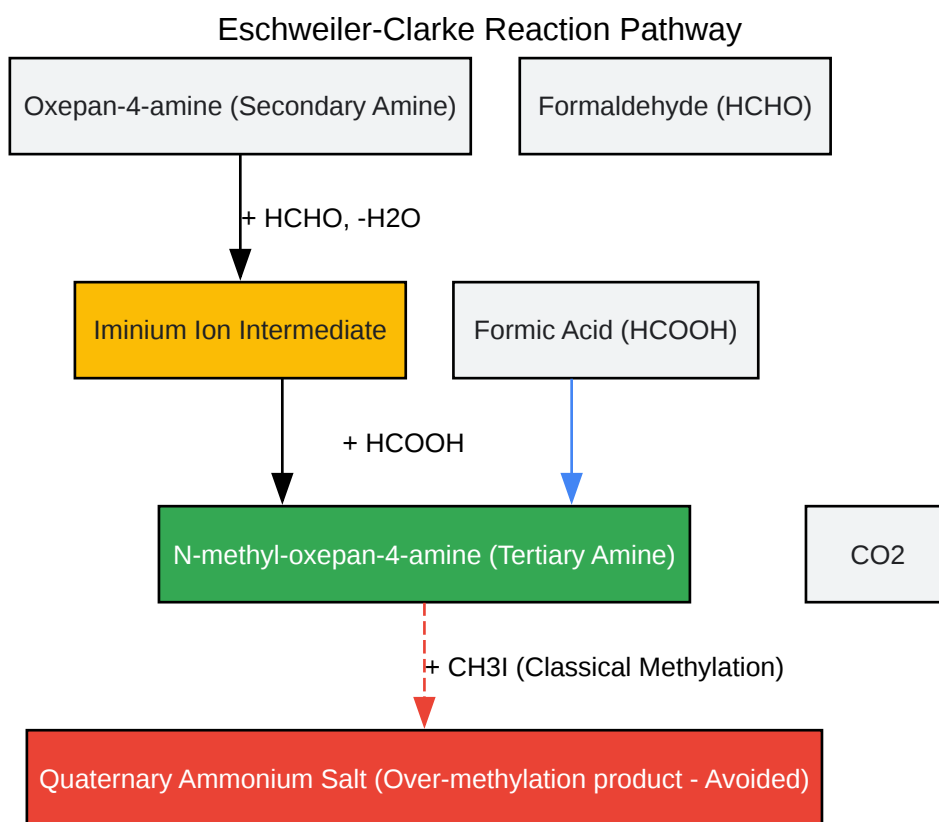 Eschweiler-Clarke Reaction Pathway
Oxepan-4-amine (Secondary Amine)
Formaldehyde (HCHO)
+ HCHO, -H2O
Iminium Ion Intermediate
Formic Acid (HCOOH)
+ HCOOH
N-methyl-oxepan-4-amine (Tertiary Amine)
CO2
+ CH3I (Classical Methylation)
Quaternary Ammonium Salt (Over-methylation product - Avoided)